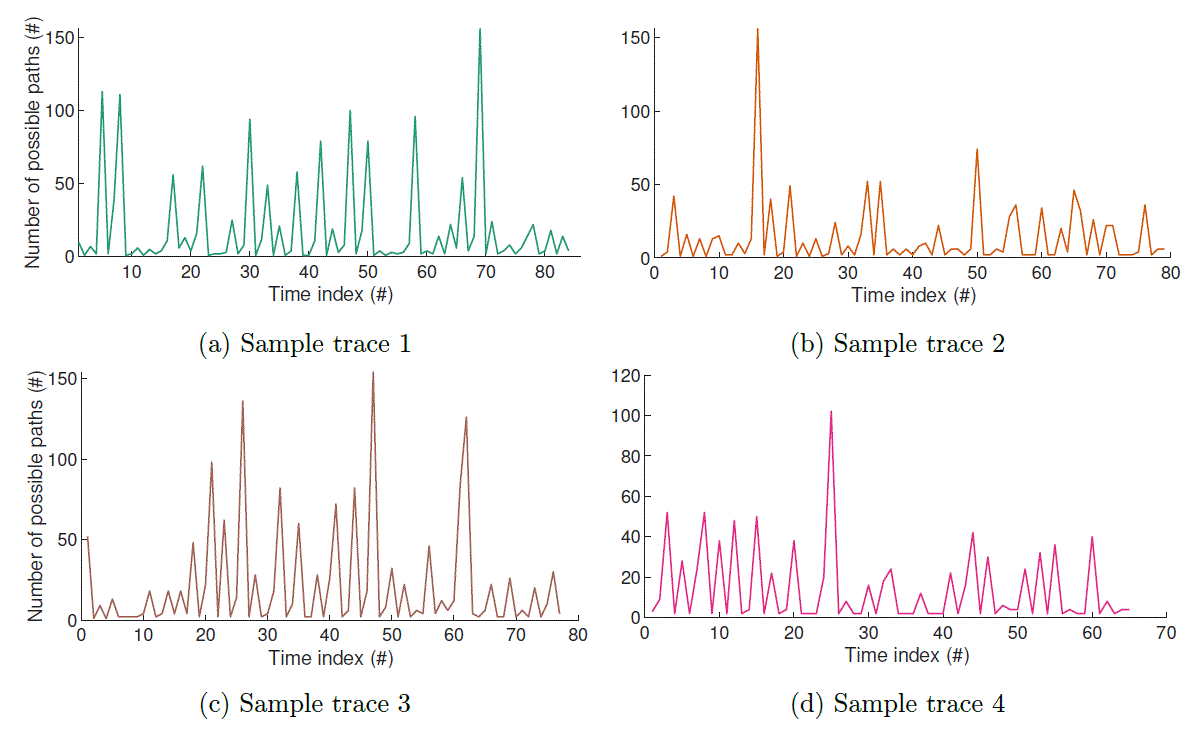 Number of possible paths (#)
150
100
50
0
10 20 30 40 50 60 70 80
Time index (#)
(a) Sample trace 1
150
100
50
0
0 10 20 30 40 50 60 70 80
Time index (#)
(b) Sample trace 2
Number of possible paths (#)
150
100
50
0
0 10 20 30 40 50 60 70 80
Time index (#)
(c) Sample trace 3
120
100
80
60
40
20
0
0 10 20 30 40 50 60 70
Time index (#)
(d) Sample trace 4